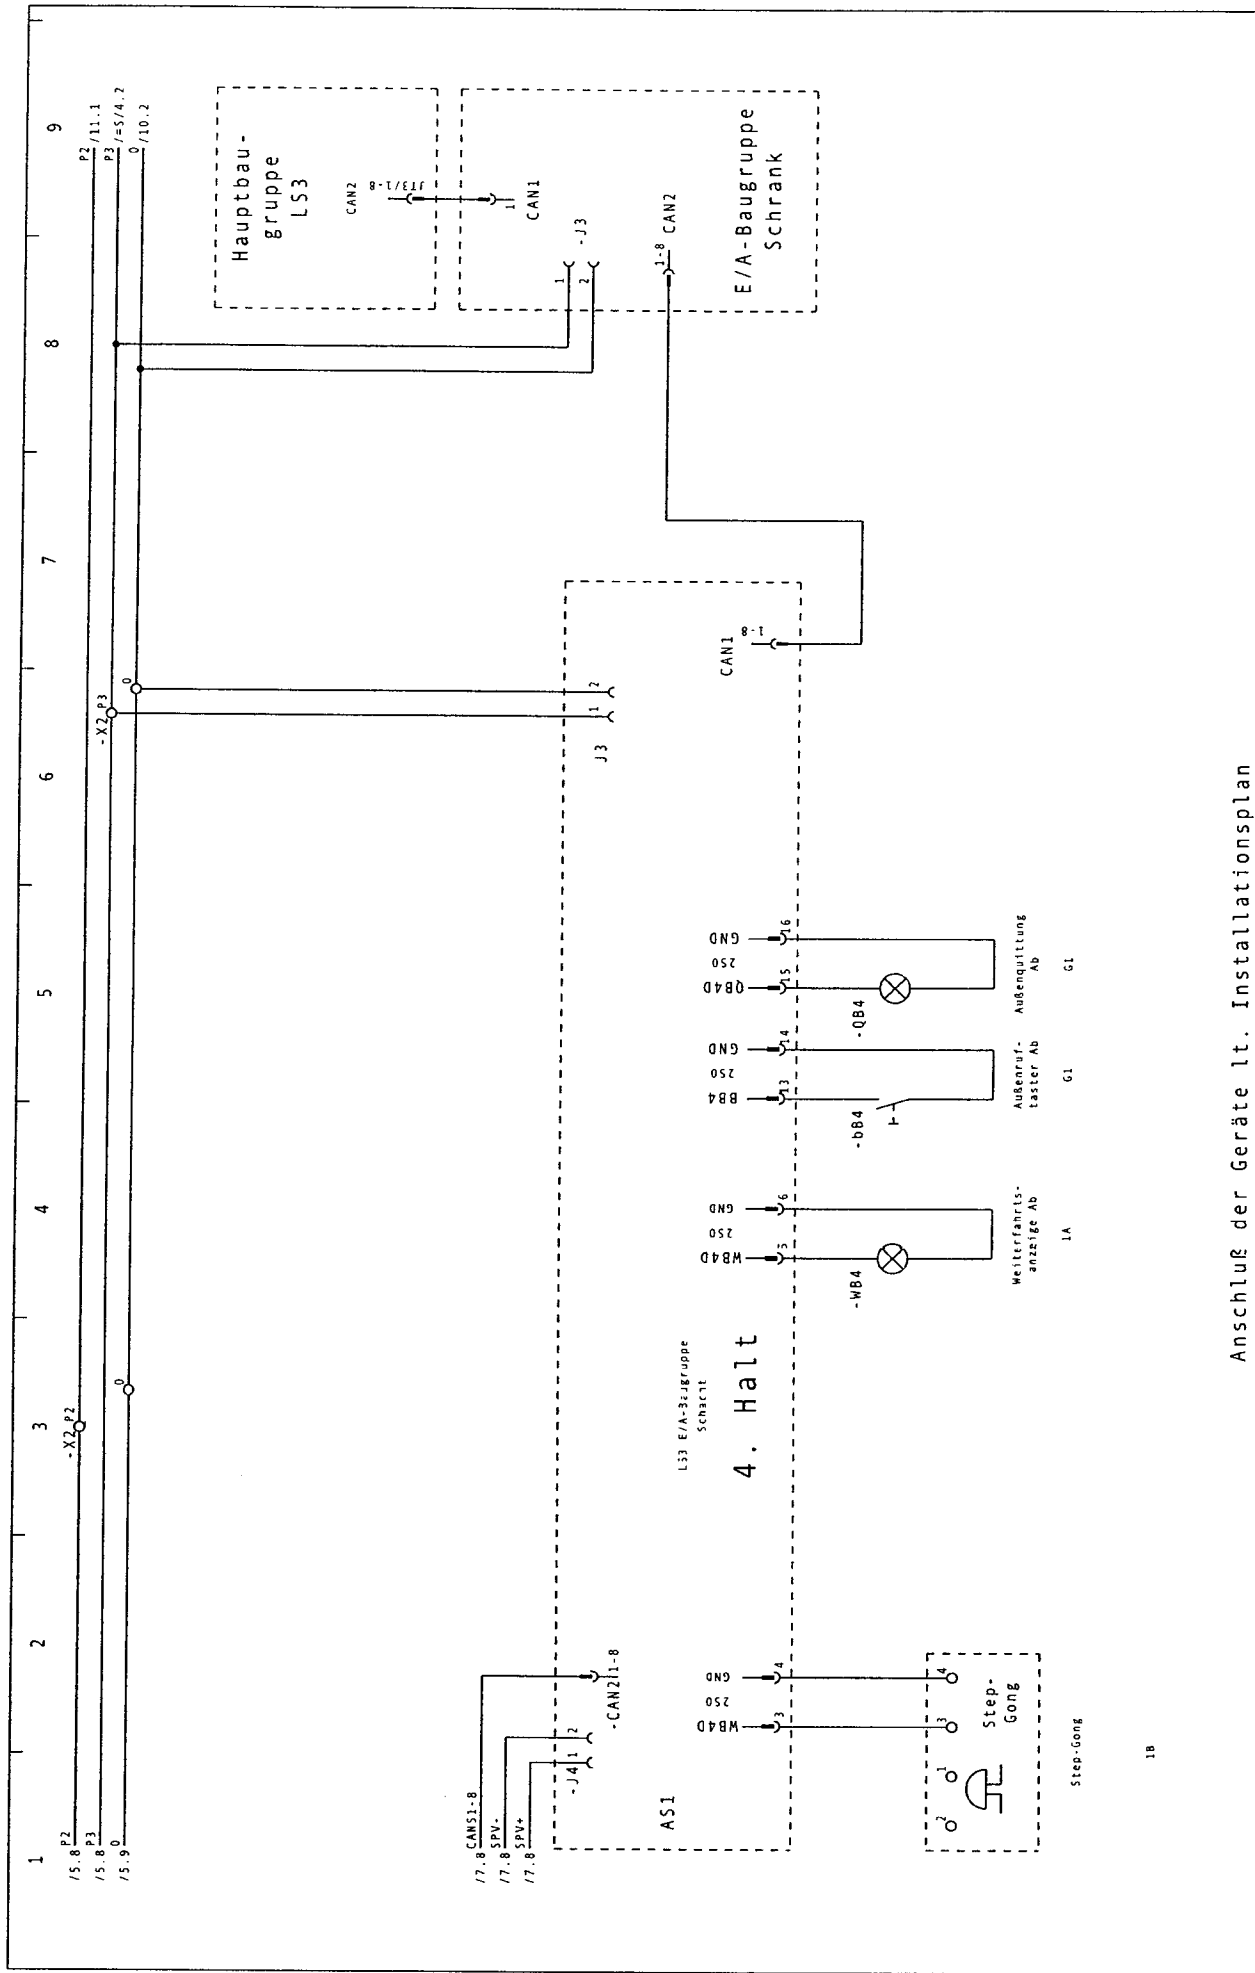 1 2 3 4 5 6 7 8 9
/5.8 P2
/5.8 P3
/5.9 0
-X2 P2
0
-X2 P3
0
P2 /11.1
P3 /=S/4.2
0 /10.2
Hauptbau-
gruppe
LS3
CAN2
JT3/1-8
CAN1
1 2 -J3
1-8 CAN2
E/A-Baugruppe
Schrank
/7.8 CANS1-8
/7.8 SPV-
/7.8 SPV+
-J4 1 2
-CAN2 1-8
J3 1 2
CAN1 1-8
AS1
LS3 E/A-Baugruppe
Schacht
4. Halt
WB4D 250 GND
3 4
WB4D 250 GND
5 6
BB4 250 GND
13 14
QB4D 250 GND
15 16
-WB4
-bB4
-QB4
2 1 3 4
Step-
Gong
Step-Gong
1B
Weiterfahrts-
anzeige Ab
1A
Außenruf-
taster Ab
G1
Außenquittung
Ab
G1
Anschluß der Geräte lt. Installationsplan